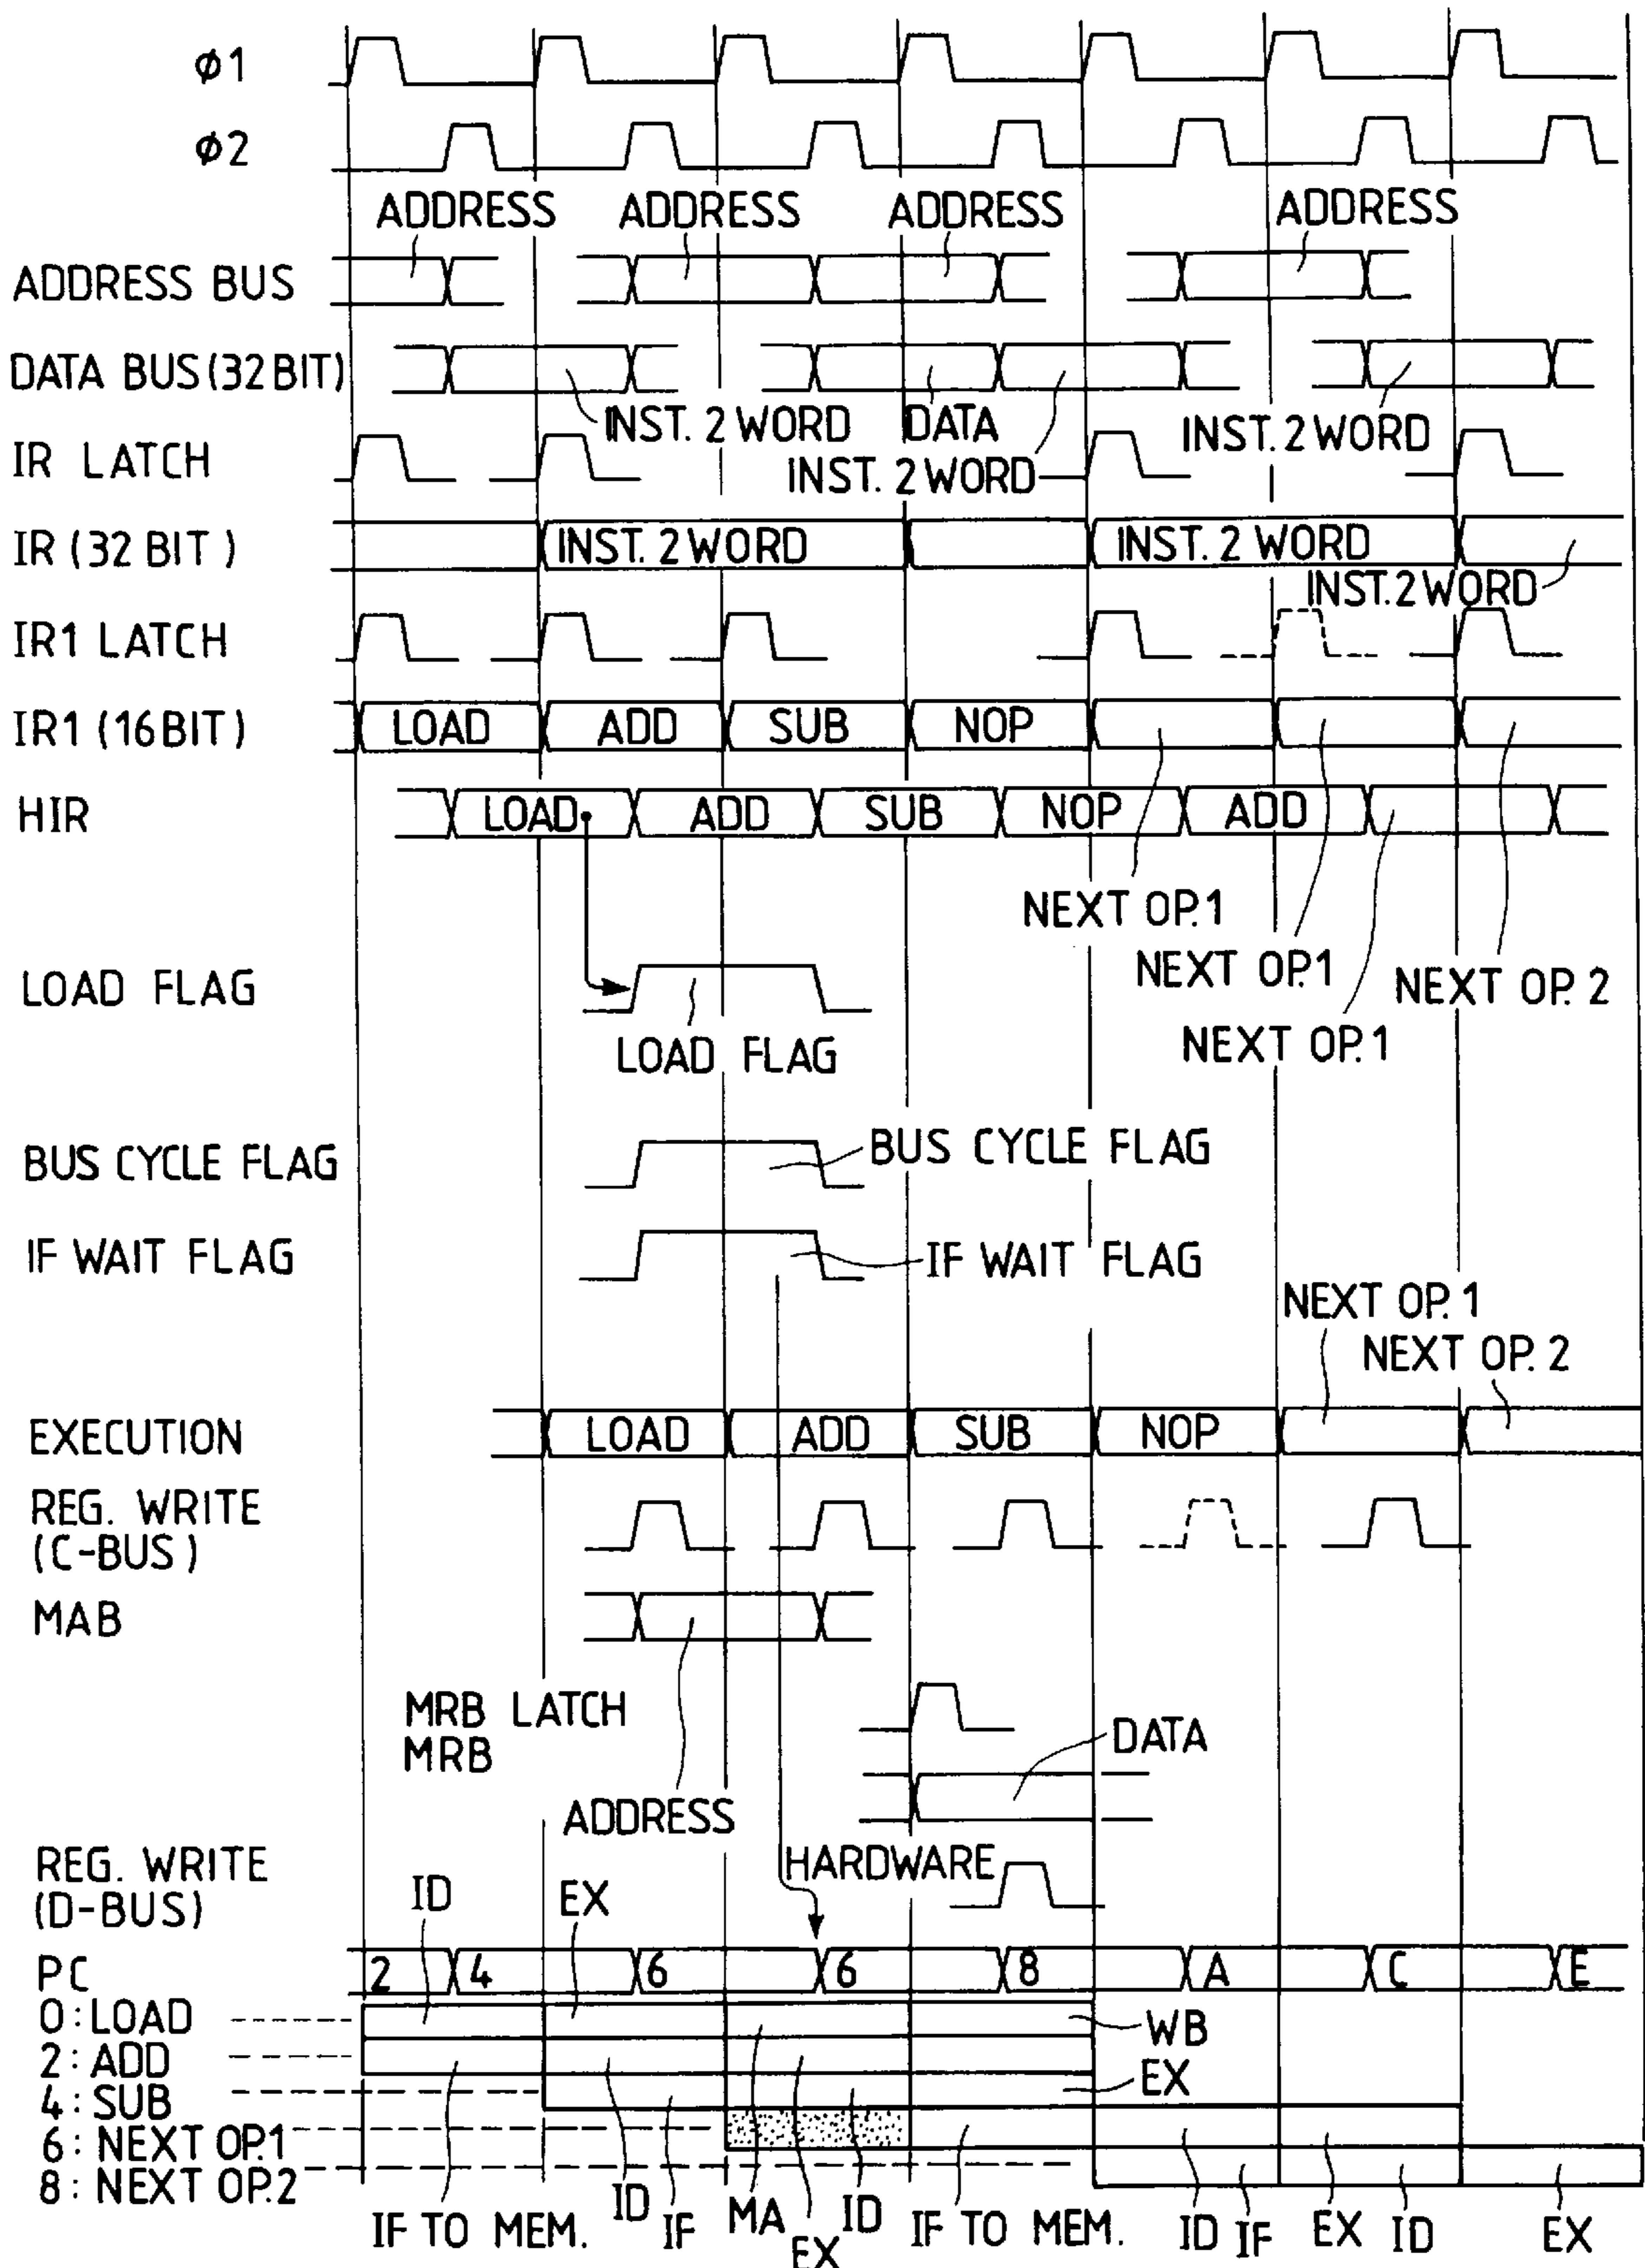 ø1
ø2
ADDRESS ADDRESS ADDRESS ADDRESS
ADDRESS BUS
DATA BUS (32 BIT)
INST. 2 WORD DATA INST. 2 WORD
IR LATCH
INST. 2 WORD
IR (32 BIT) INST. 2 WORD INST. 2 WORD
INST. 2 WORD
IR1 LATCH
IR1 (16 BIT) LOAD ADD SUB NOP
HIR LOAD ADD SUB NOP ADD
NEXT OP. 1
NEXT OP. 1
NEXT OP. 2
LOAD FLAG
NEXT OP. 1
LOAD FLAG
BUS CYCLE FLAG BUS CYCLE FLAG
IF WAIT FLAG IF WAIT FLAG
NEXT OP. 1
NEXT OP. 2
EXECUTION LOAD ADD SUB NOP
REG. WRITE
(C-BUS)
MAB
MRB LATCH
MRB
DATA
ADDRESS
REG. WRITE
(D-BUS)
HARDWARE
ID EX
PC 2 4 6 6 8 A C E
0 : LOAD WB
2 : ADD
EX
4 : SUB
6 : NEXT OP. 1
8 : NEXT OP. 2
IF TO MEM. ID IF MA EX ID IF TO MEM. ID IF EX ID EX